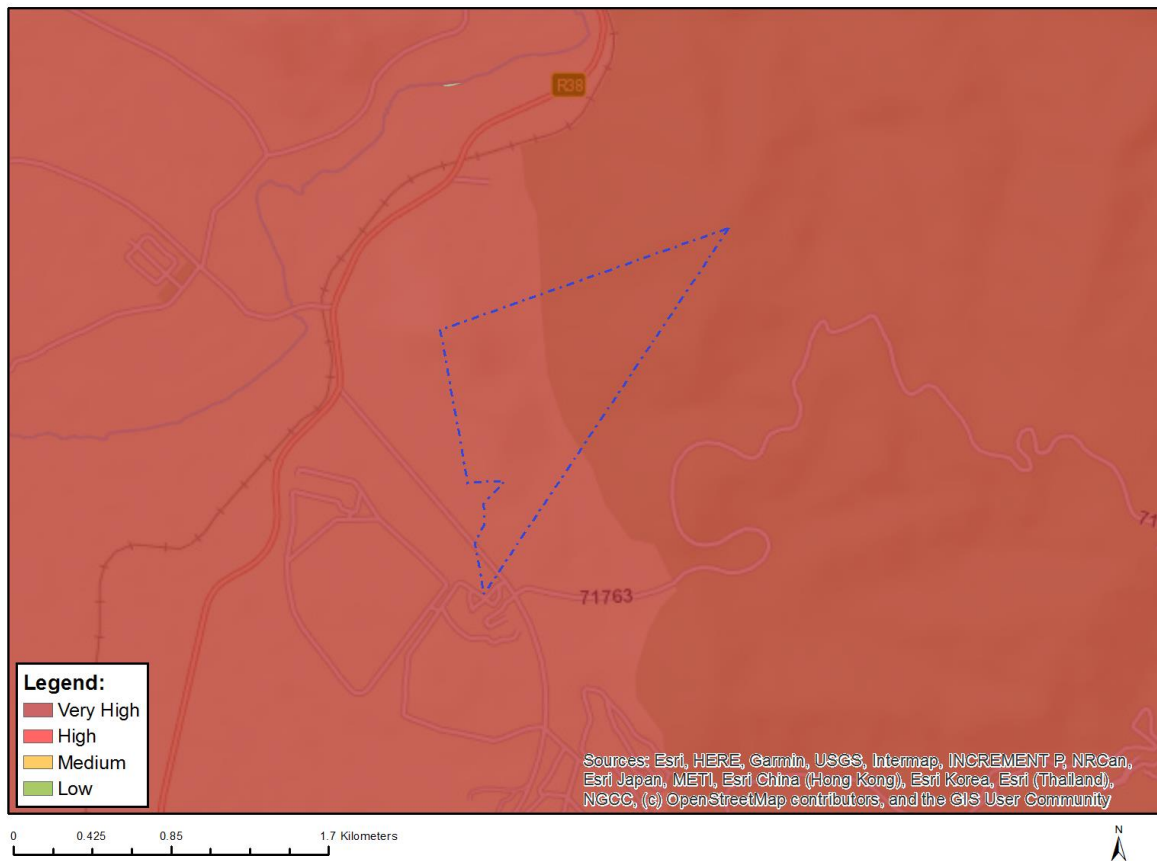 R38
71
71763
Legend:
Very High
High
Medium
Low
Sources: Esri, HERE, Garmin, USGS, Intermap, INCREMENT P, NRCan,
Esri Japan, METI, Esri China (Hong Kong), Esri Korea, Esri (Thailand),
NGCC, (c) OpenStreetMap contributors, and the GIS User Community
0 0.425 0.85 1.7 Kilometers
N